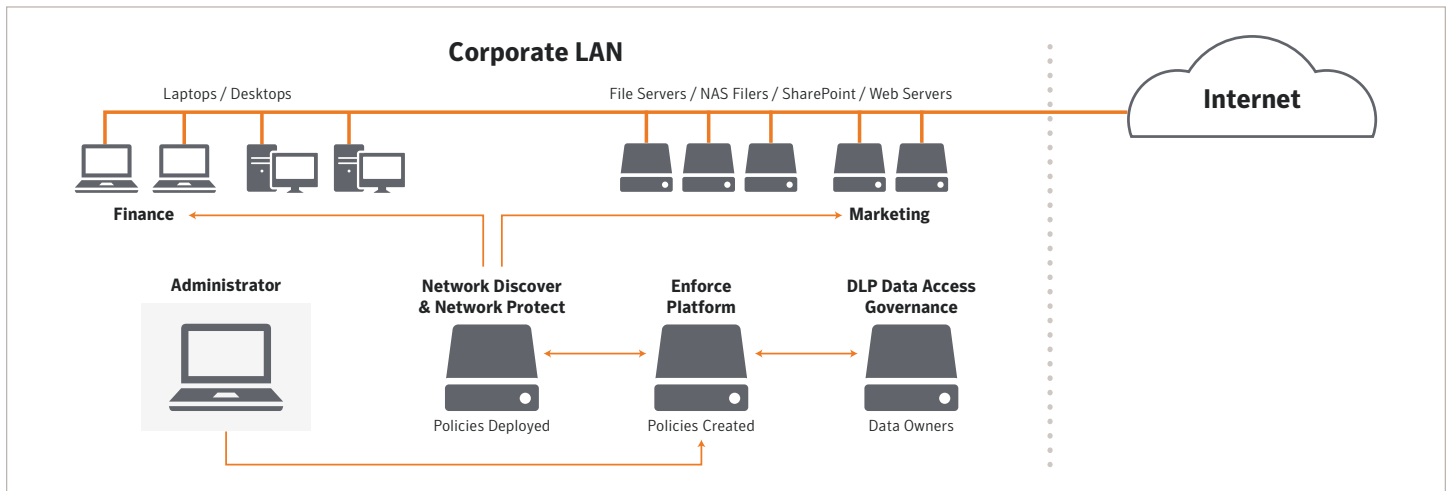 Corporate LAN
Laptops / Desktops
File Servers / NAS Filers / SharePoint / Web Servers
Internet
Finance
Marketing
Administrator
Network Discover
& Network Protect
Enforce
Platform
DLP Data Access
Governance
Policies Deployed
Policies Created
Data Owners